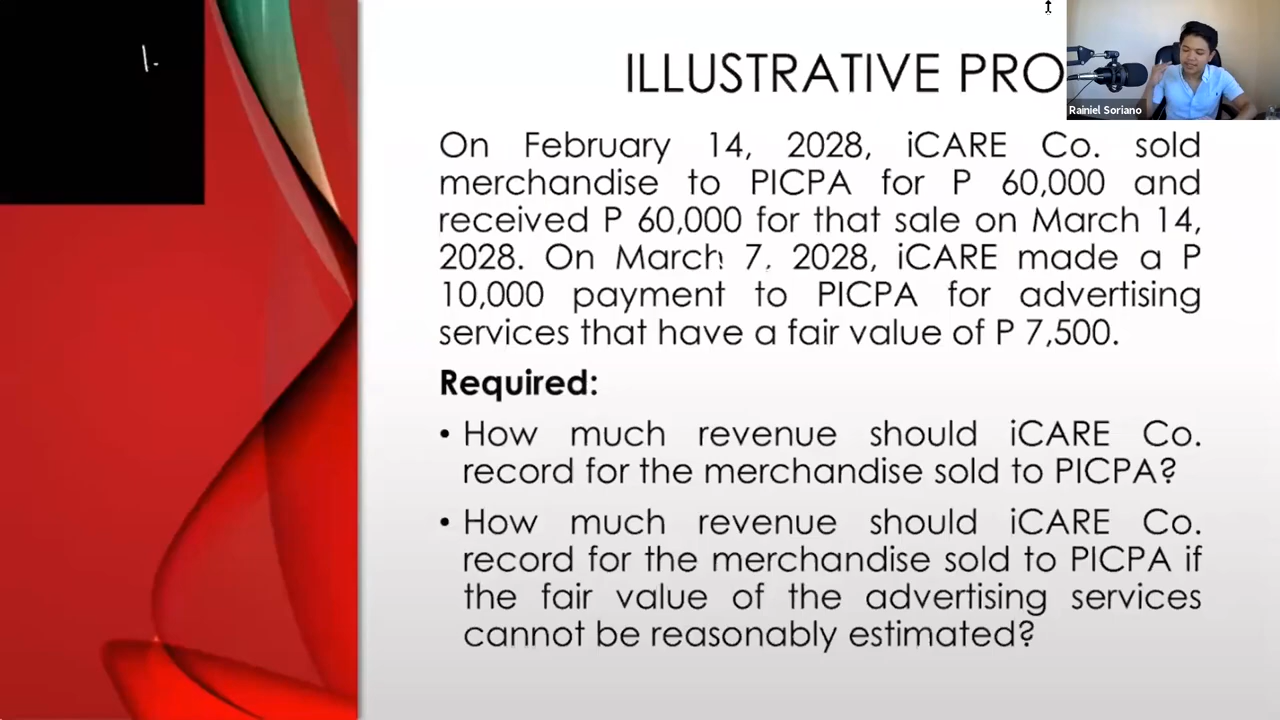 ILLUSTRATIVE PRO
Rainiel Soriano
On February 14, 2028, iCARE Co. sold
merchandise to PICPA for P 60,000 and
received P 60,000 for that sale on March 14,
2028. On March 7, 2028, iCARE made a P
10,000 payment to PICPA for advertising
services that have a fair value of P 7,500.
Required:
• How much revenue should iCARE Co.
record for the merchandise sold to PICPA?
• How much revenue should iCARE Co.
record for the merchandise sold to PICPA if
the fair value of the advertising services
cannot be reasonably estimated?